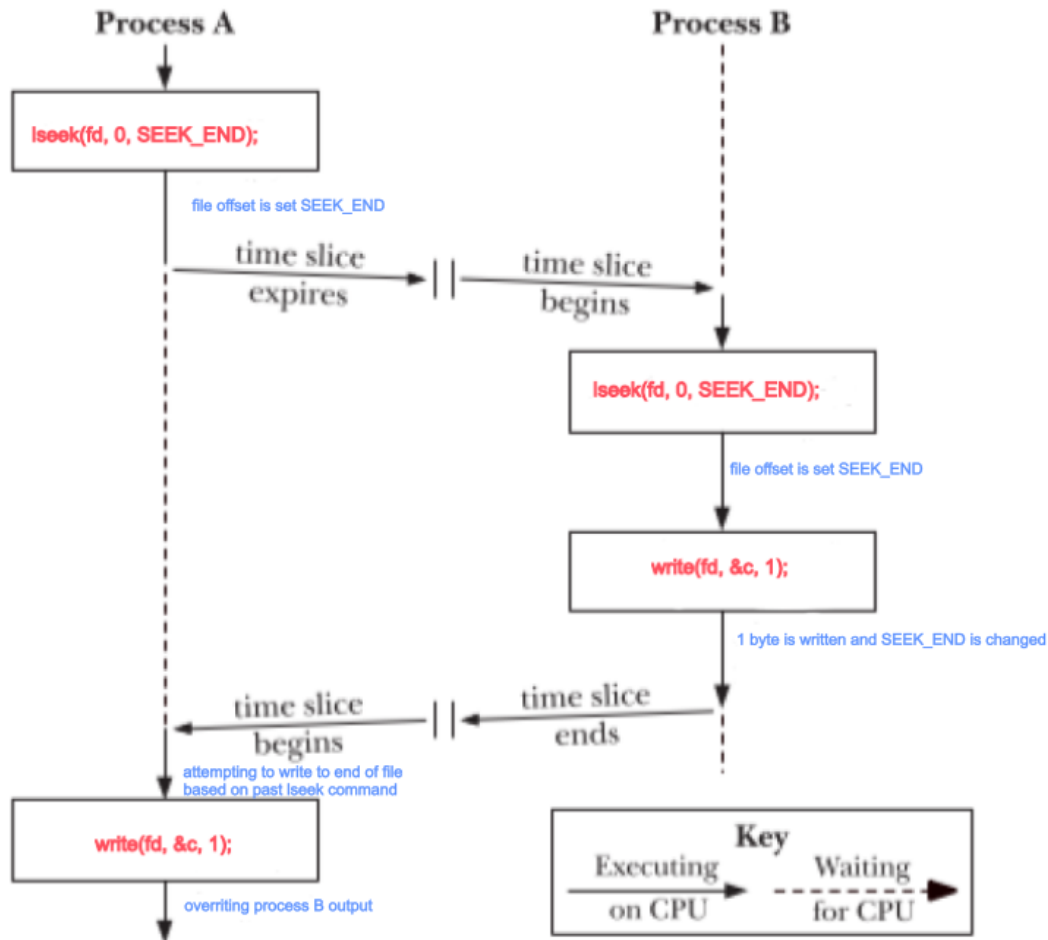 Process A
Process B
lseek(fd, 0, SEEK_END);
file offset is set SEEK_END
time slice
expires
time slice
begins
lseek(fd, 0, SEEK_END);
file offset is set SEEK_END
write(fd, &c, 1);
1 byte is written and SEEK_END is changed
time slice
ends
time slice
begins
attempting to write to end of file
based on past lseek command
write(fd, &c, 1);
overriting process B output
Key
Executing
on CPU
Waiting
for CPU